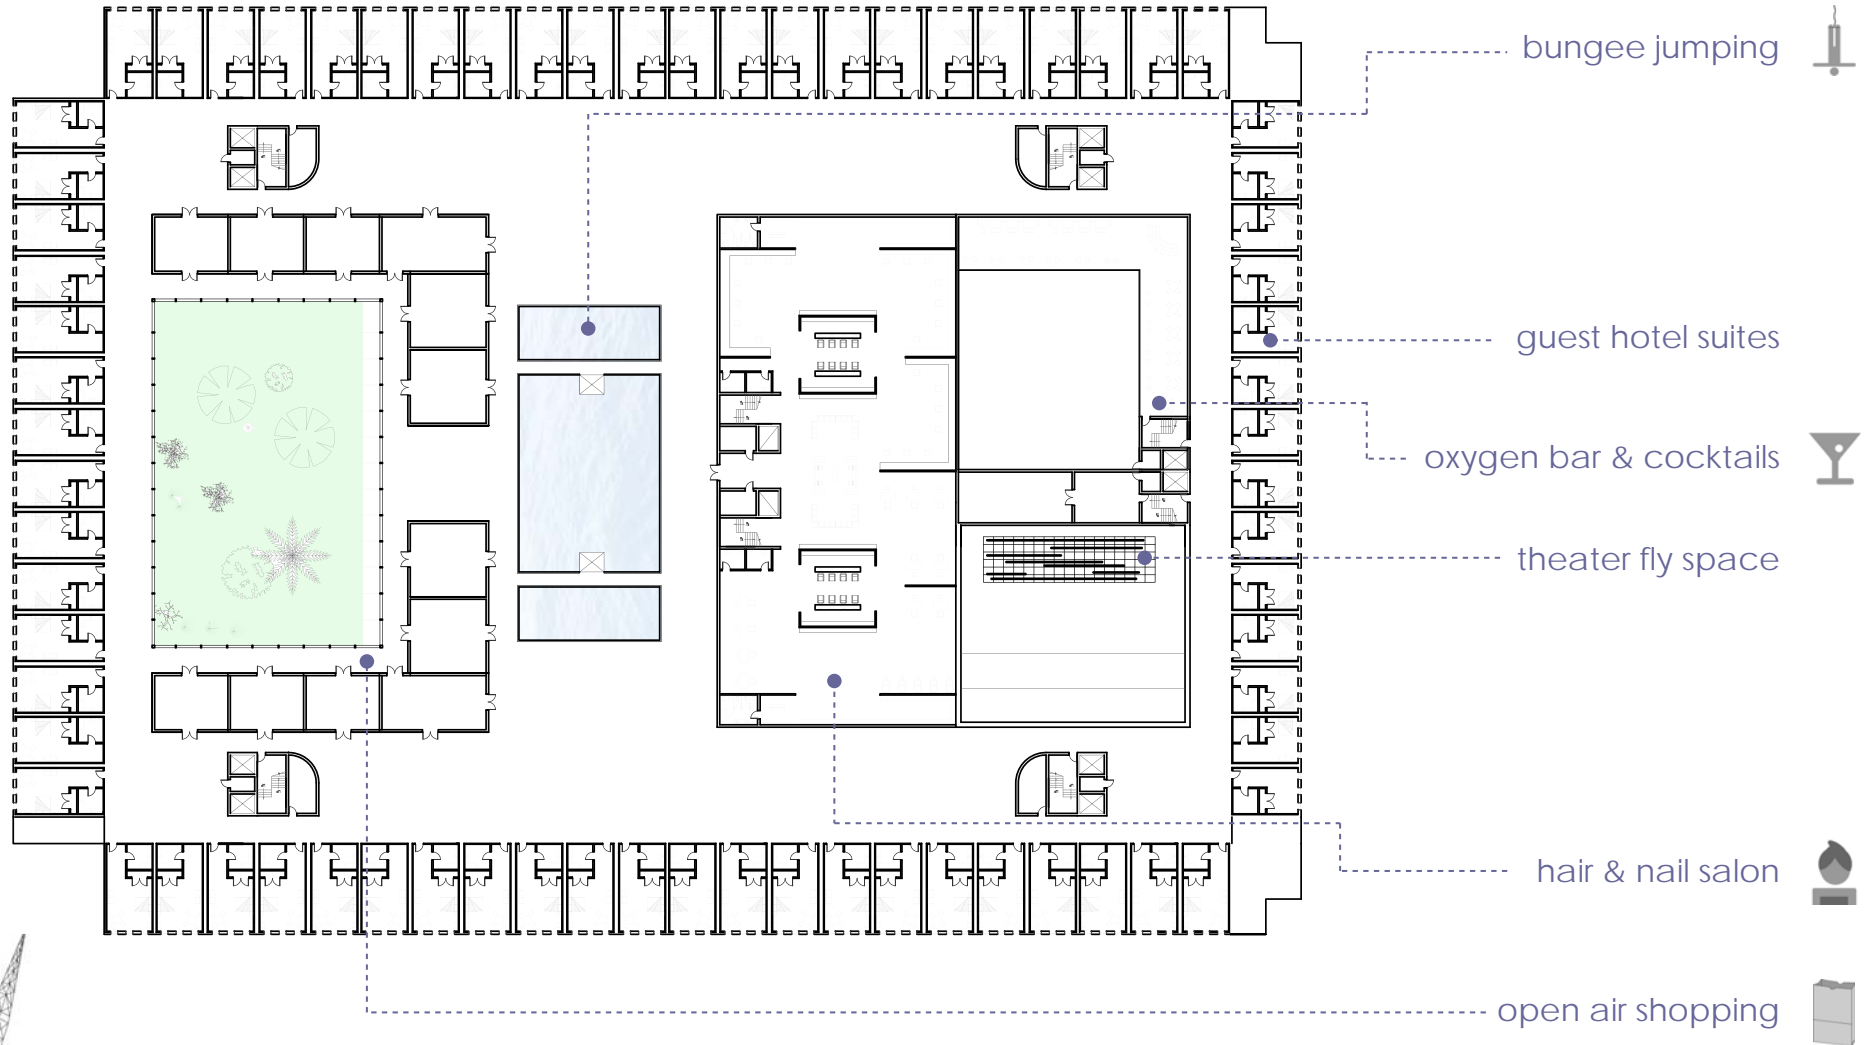 bungee jumping
guest hotel suites
oxygen bar & cocktails
theater fly space
hair & nail salon
open air shopping